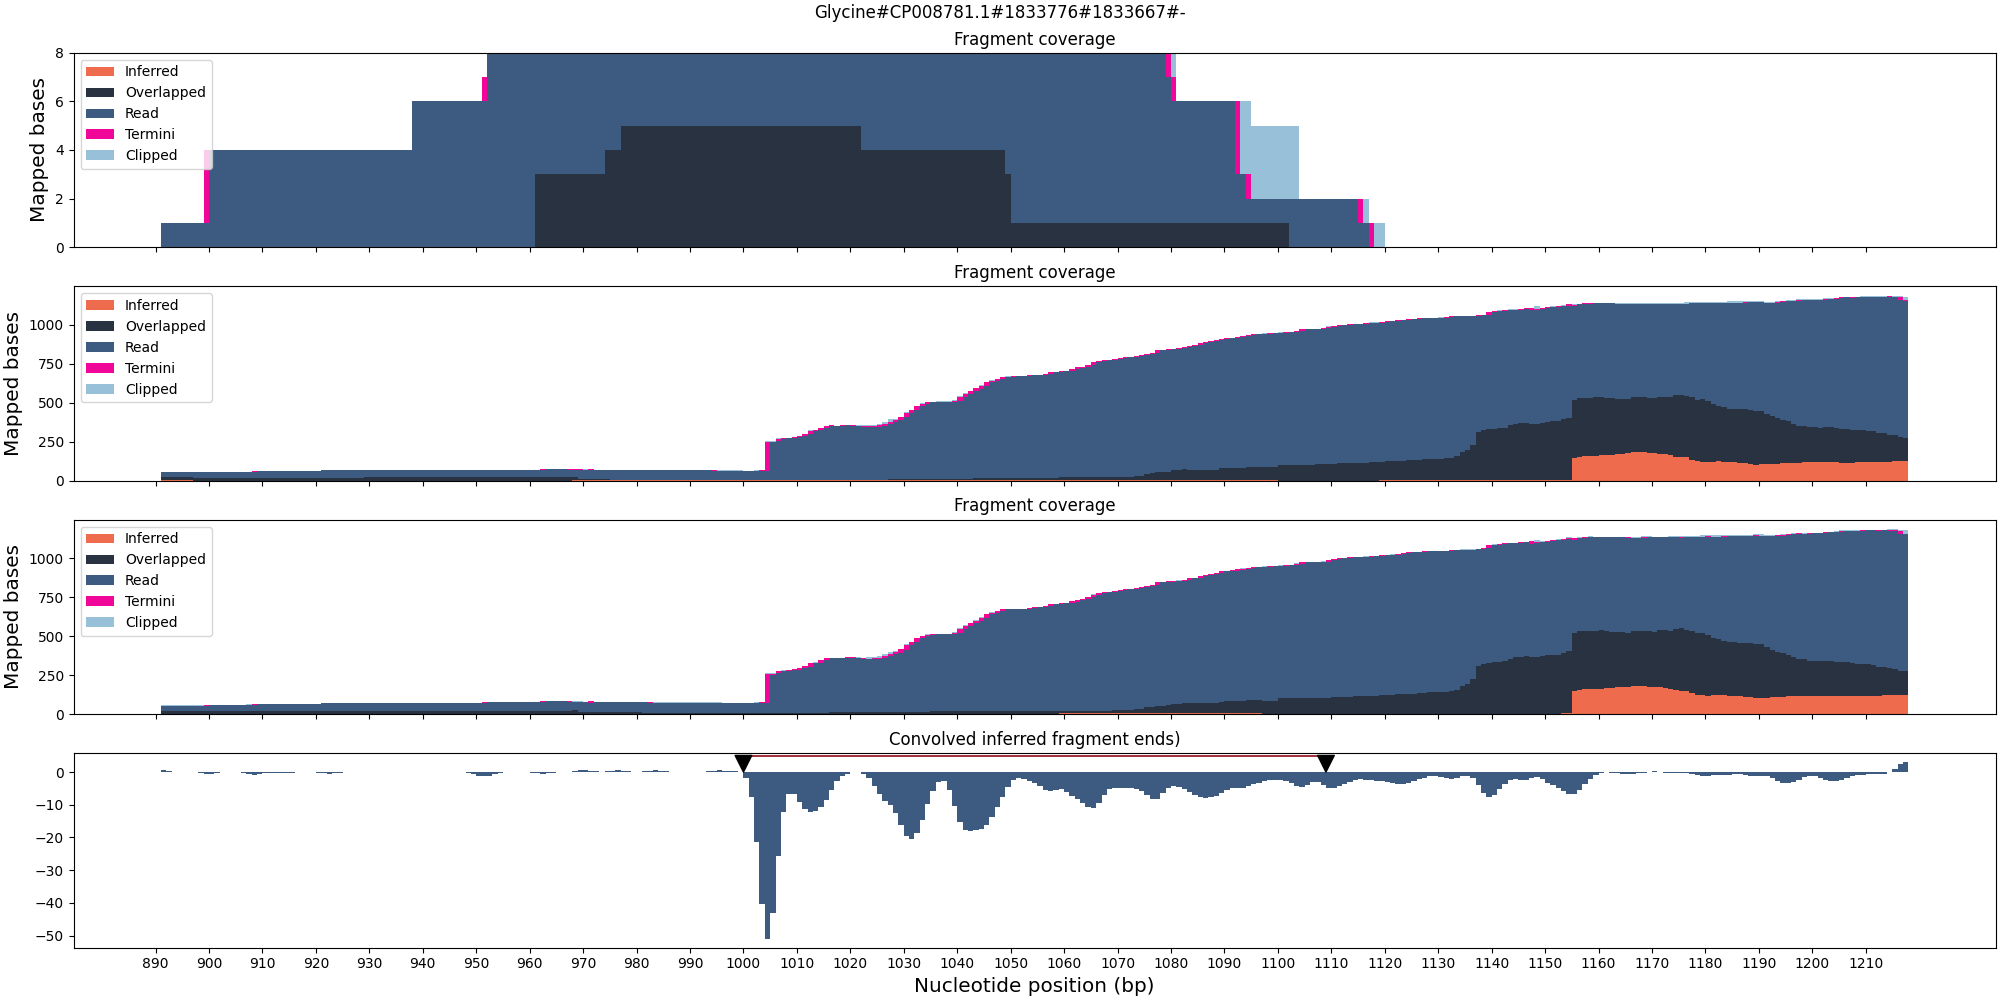 Glycine#CP008781.1#1833776#1833667#-
Fragment coverage
Mapped bases
8
6
4
2
0
Inferred
Overlapped
Read
Termini
Clipped
Fragment coverage
Mapped bases
1000
750
500
250
0
Inferred
Overlapped
Read
Termini
Clipped
Fragment coverage
Mapped bases
1000
750
500
250
0
Inferred
Overlapped
Read
Termini
Clipped
Convolved inferred fragment ends)
0
−10
−20
−30
−40
−50
890 900 910 920 930 940 950 960 970 980 990 1000 1010 1020 1030 1040 1050 1060 1070 1080 1090 1100 1110 1120 1130 1140 1150 1160 1170 1180 1190 1200 1210
Nucleotide position (bp)